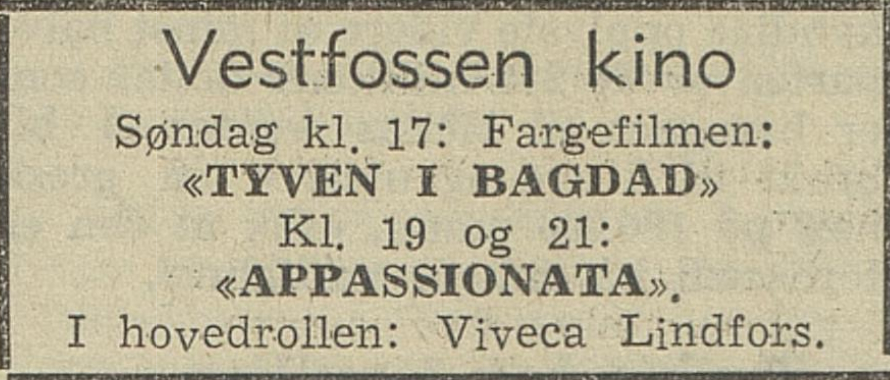 Vestfossen kino
Søndag kl. 17: Fargefilmen:
«TYVEN I BAGDAD»
Kl. 19 og 21:
«APPASSIONATA».
I hovedrollen: Viveca Lindfors.